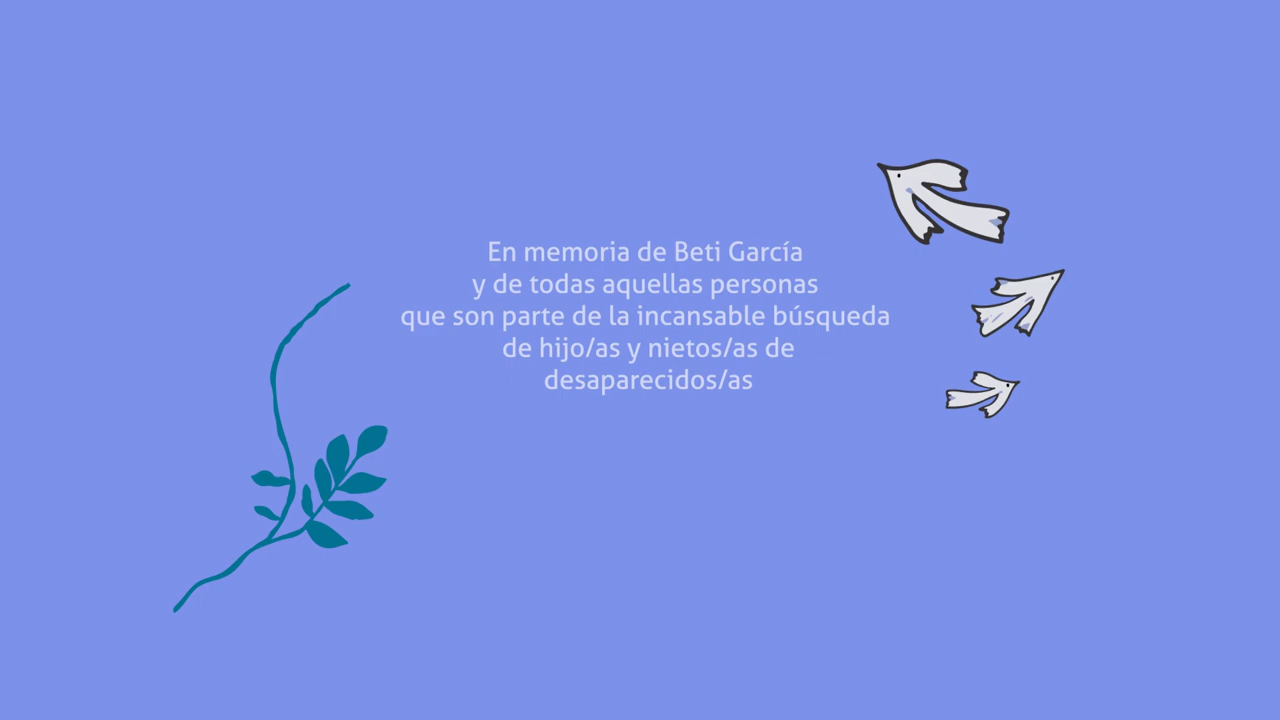 En memoria de Beti García
y de todas aquellas personas
que son parte de la incansable búsqueda
de hijo/as y nietos/as de
desaparecidos/as